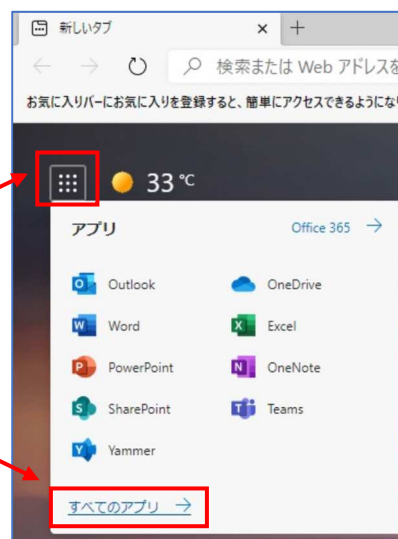 新しいタブ
検索または Web アドレスを
お気に入りバーにお気に入りを登録すると、簡単にアクセスできるようにな
33 ℃
アプリ
Office 365 →
Outlook
OneDrive
Word
Excel
PowerPoint
OneNote
SharePoint
Teams
Yammer
すべてのアプリ →